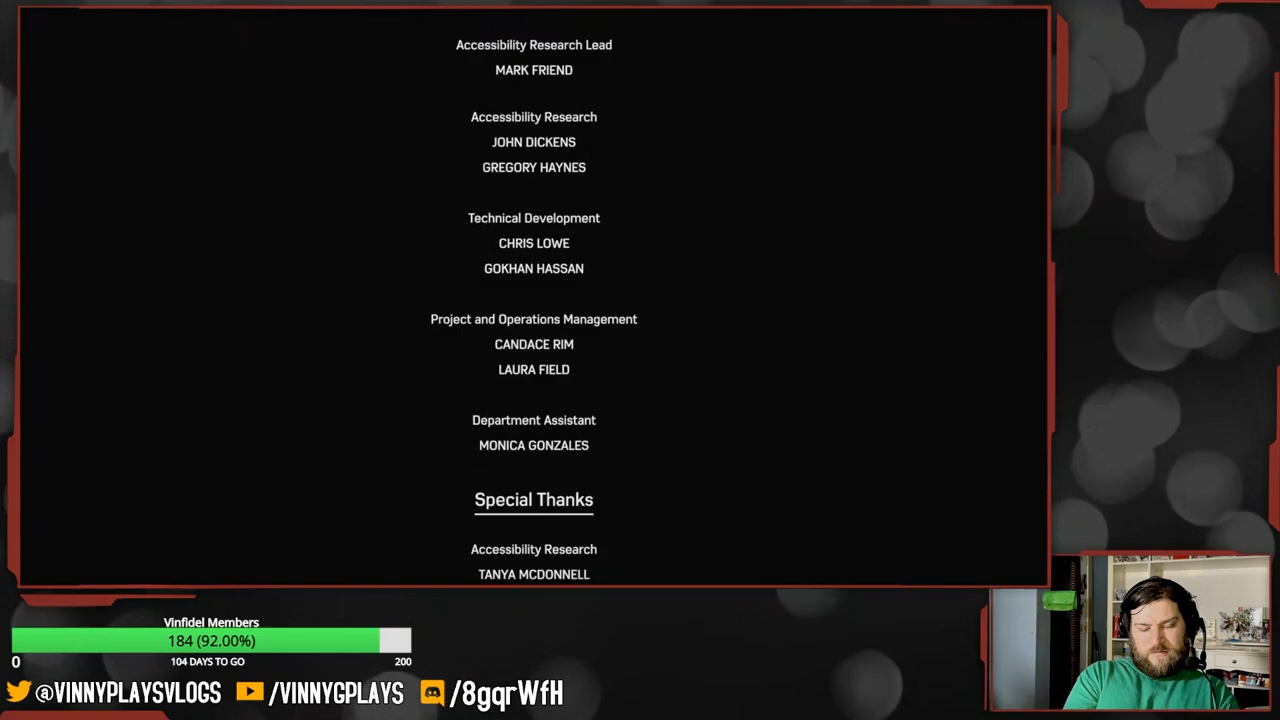 Accessibility Research Lead
MARK FRIEND
Accessibility Research
JOHN DICKENS
GREGORY HAYNES
Technical Development
CHRIS LOWE
GOKHAN HASSAN
Project and Operations Management
CANDACE RIM
LAURA FIELD
Department Assistant
MONICA GONZALES
Special Thanks
Accessibility Research
TANYA MCDONNELL
Vinfidel Members
184 (92.00%)
0
104 DAYS TO GO
200
@VINNYPLAYSVLOGS
/VINNYGPLAYS
/8gqrWfH